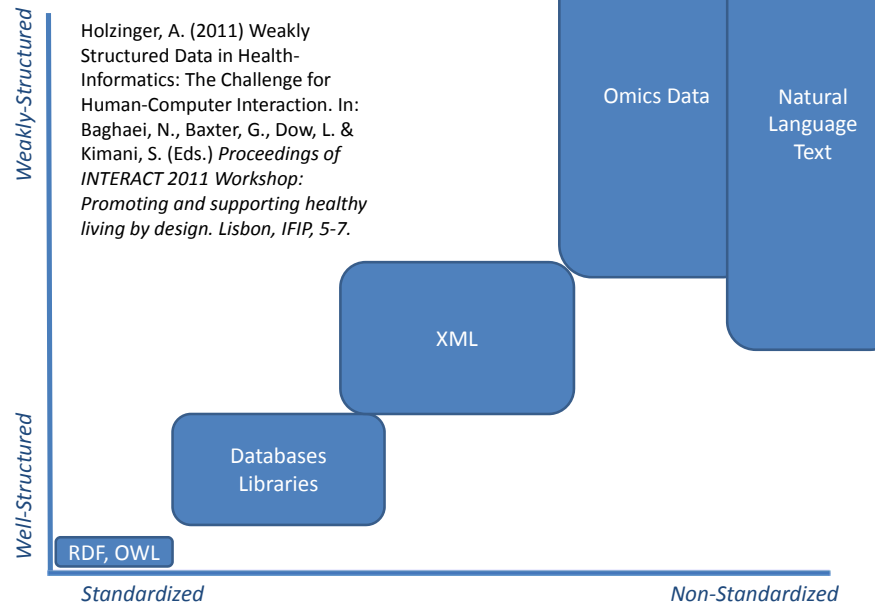 Weakly-Structured
Holzinger, A. (2011) Weakly
Structured Data in Health-
Informatics: The Challenge for
Human-Computer Interaction. In:
Baghaei, N., Baxter, G., Dow, L. &
Kimani, S. (Eds.) Proceedings of
INTERACT 2011 Workshop:
Promoting and supporting healthy
living by design. Lisbon, IFIP, 5-7.
Omics Data
Natural
Language
Text
XML
Well-Structured
Databases
Libraries
RDF, OWL
Standardized
Non-Standardized